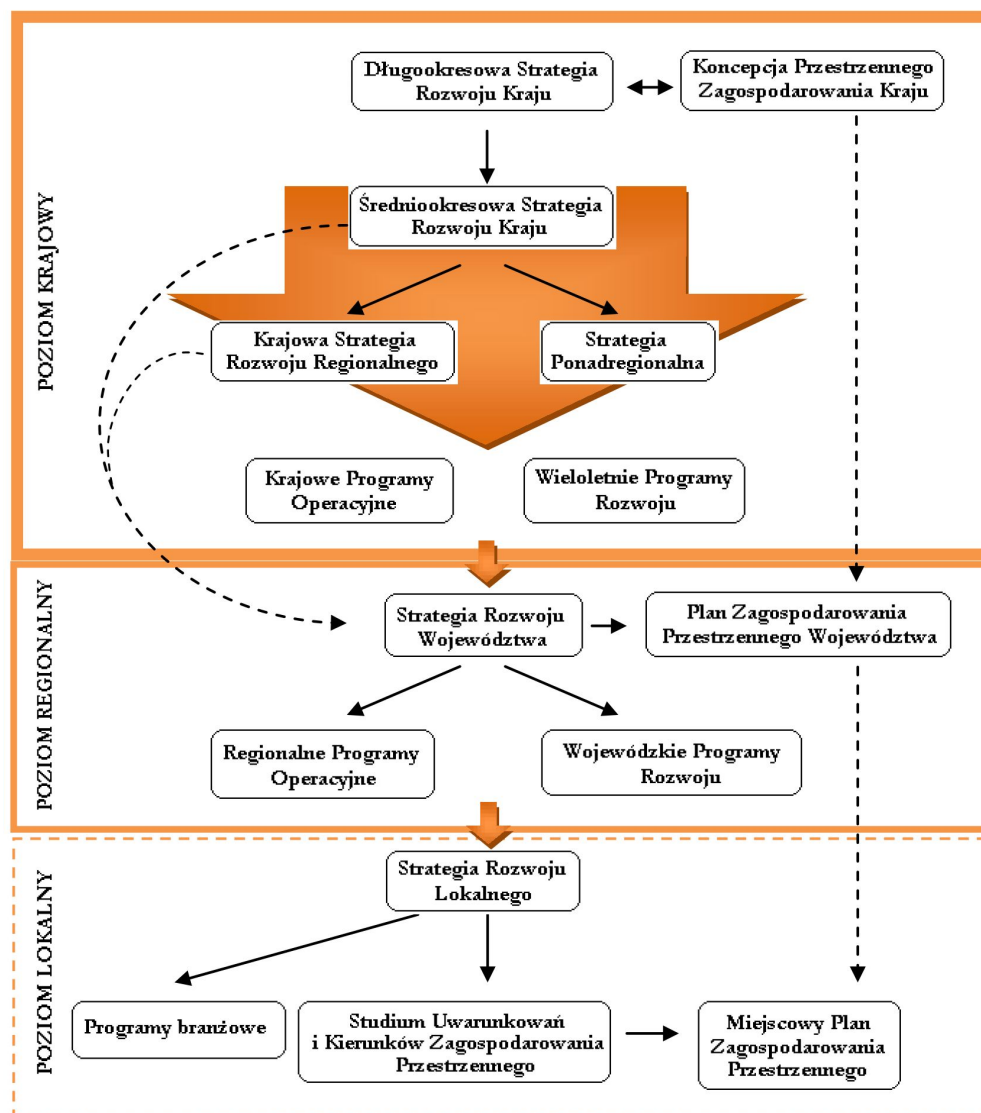 POZIOM KRAJOWY
Długookresowa Strategia
Rozwoju Kraju
Koncepcja Przestrzennego
Zagospodarowania Kraju
Średniookresowa Strategia
Rozwoju Kraju
Krajowa Strategia
Rozwoju Regionalnego
Strategia
Ponadregionalna
Krajowe Programy
Operacyjne
Wieloletnie Programy
Rozwoju
POZIOM REGIONALNY
Strategia Rozwoju
Województwa
Plan Zagospodarowania
Przestrzennego Województwa
Regionalne Programy
Operacyjne
Wojewódzkie Programy
Rozwoju
POZIOM LOKALNY
Strategia Rozwoju
Lokalnego
Programy branżowe
Studium Uwarunkowań
i Kierunków Zagospodarowania
Przestrzennego
Miejscowy Plan
Zagospodarowania
Przestrzennego